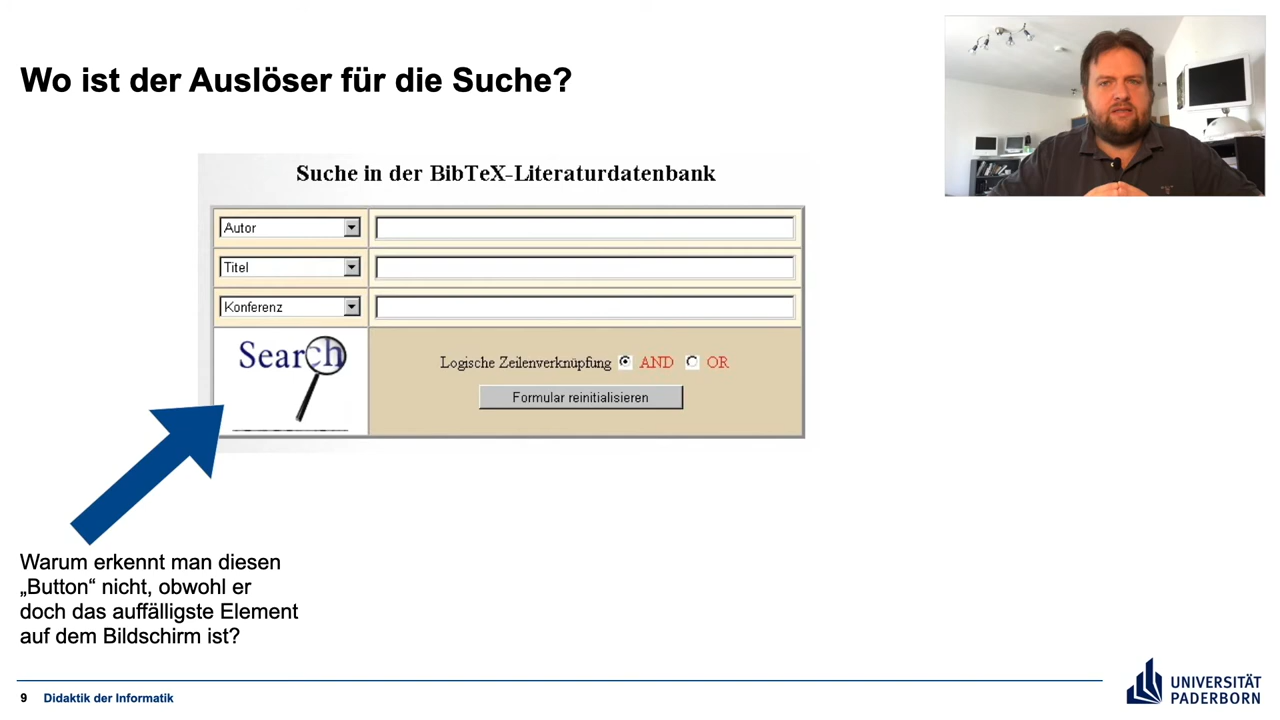 Wo ist der Auslöser für die Suche?
Suche in der BibTeX-Literaturdatenbank
Autor
Titel
Konferenz
Search
Logische Zeilenverknüpfung AND OR
Formular reinitialisieren
Warum erkennt man diesen
„Button“ nicht, obwohl er
doch das auffälligste Element
auf dem Bildschirm ist?
9 Didaktik der Informatik
UNIVERSITÄT
PADERBORN